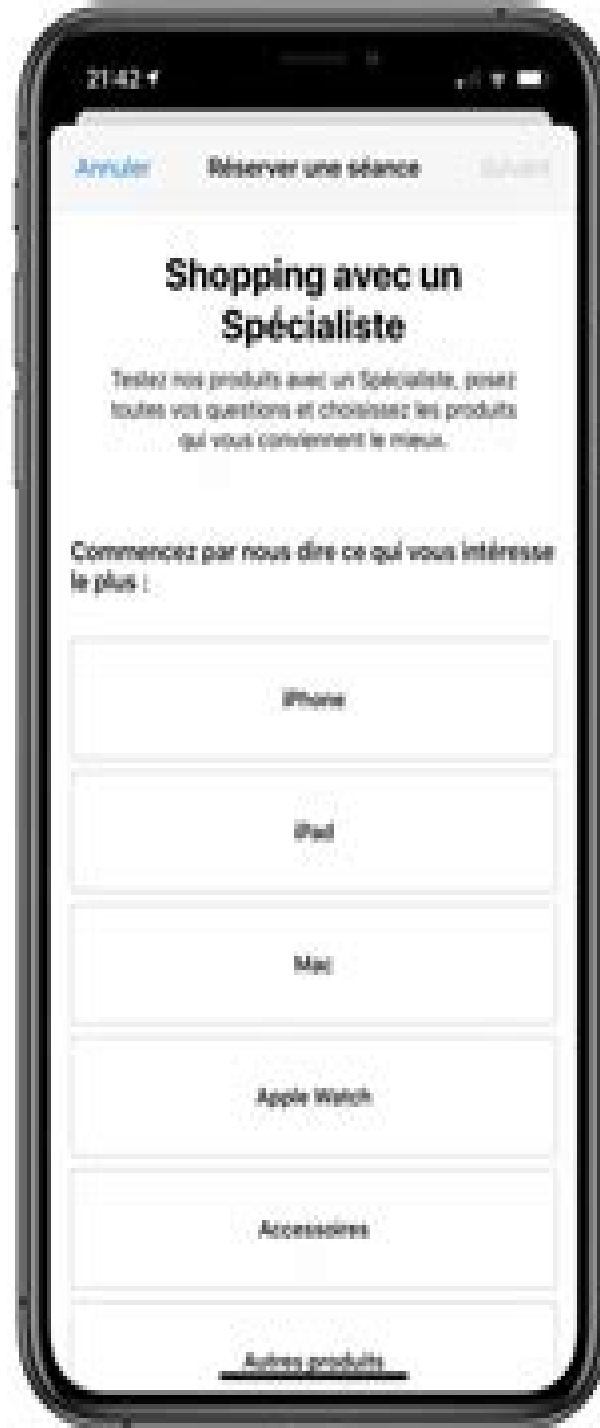 21:42
Annuler Réserver une séance Suivant
Shopping avec un
Spécialiste
Testez nos produits avec un Spécialiste, posez
toutes vos questions et choisissez les produits
qui vous conviennent le mieux.
Commencez par nous dire ce qui vous intéresse
le plus :
iPhone
iPad
Mac
Apple Watch
Accessoires
Autres produits